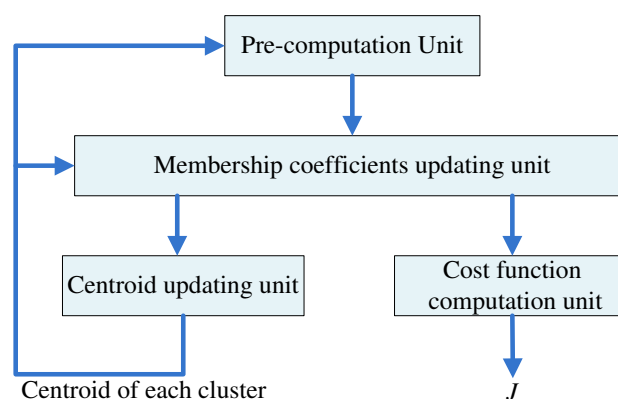 Pre-computation Unit
Membership coefficients updating unit
Centroid updating unit
Cost function
computation unit
Centroid of each cluster
J